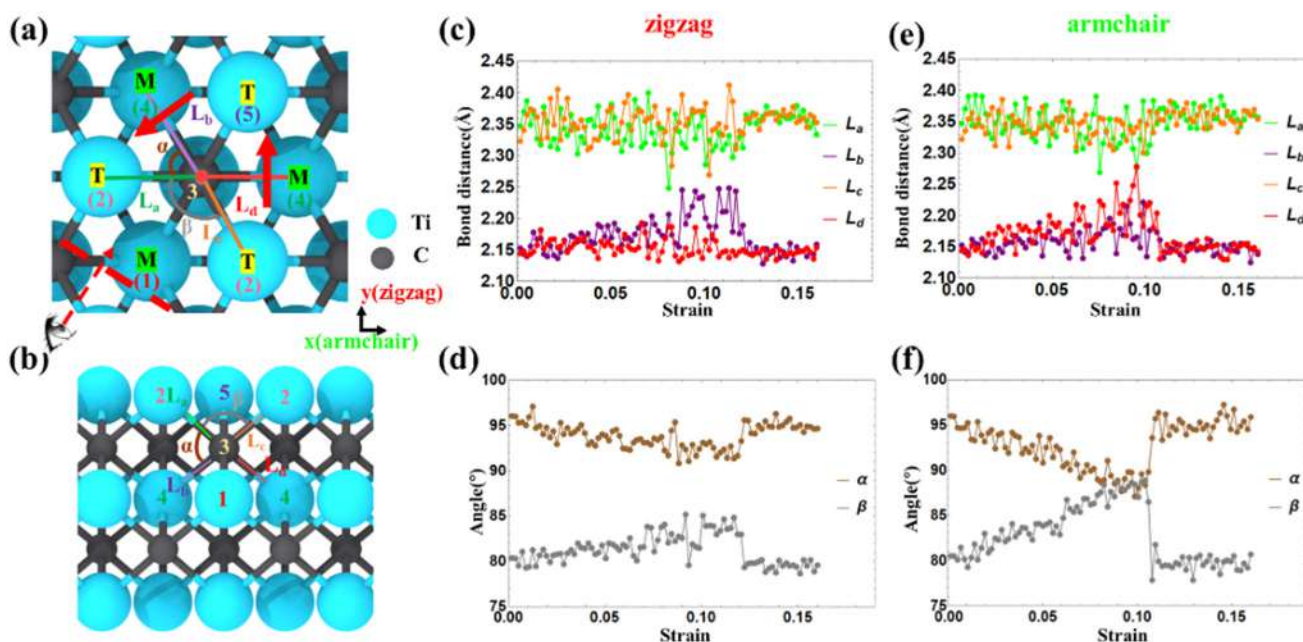 (a)
M
(4)
T
(5)
L_b
α
T
(2)
3
M
(4)
L_a
L_d
β
L_c
M
(1)
T
(2)
Ti
C
y(zigzag)
x(armchair)
(b)
2
L_a
5
β
2
α
3
L_c
L_d
L_b
4
1
4
(c)
zigzag
2.45
2.40
2.35
2.30
2.25
2.20
2.15
2.10
Bond distance(Å)
0.00
0.05
0.10
0.15
Strain
L_a
L_b
L_c
L_d
(e)
armchair
2.45
2.40
2.35
2.30
2.25
2.20
2.15
2.10
Bond distance(Å)
0.00
0.05
0.10
0.15
Strain
L_a
L_b
L_c
L_d
(d)
100
95
90
85
80
75
Angle(°)
0.00
0.05
0.10
0.15
Strain
α
β
(f)
100
95
90
85
80
75
Angle(°)
0.00
0.05
0.10
0.15
Strain
α
β